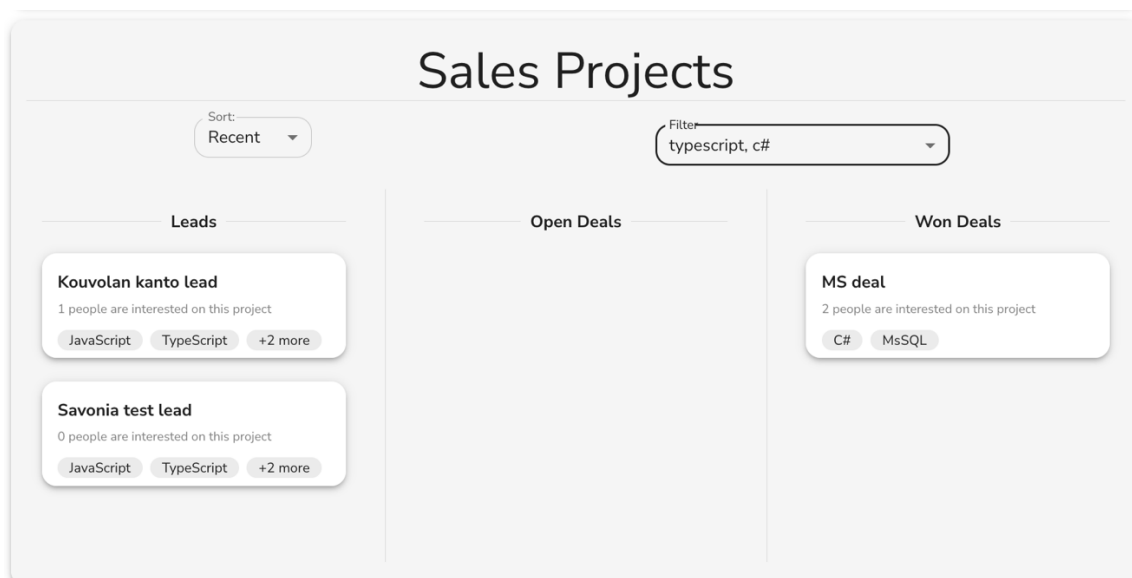 Sales Projects
Sort:
Recent
Filter
typescript, c#
Leads
Kouvolan kanto lead
1 people are interested on this project
JavaScript TypeScript +2 more
Savonia test lead
0 people are interested on this project
JavaScript TypeScript +2 more
Open Deals
Won Deals
MS deal
2 people are interested on this project
C# MsSQL